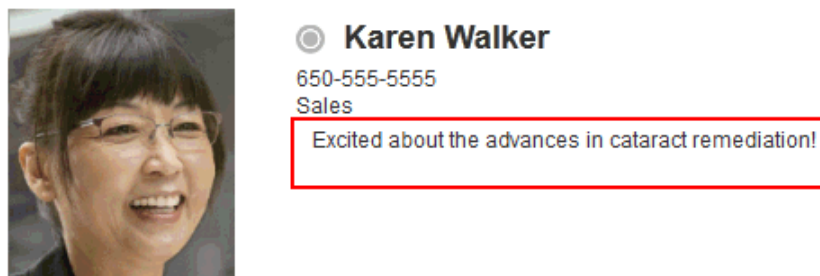 Karen Walker
650-555-5555
Sales
Excited about the advances in cataract remediation!